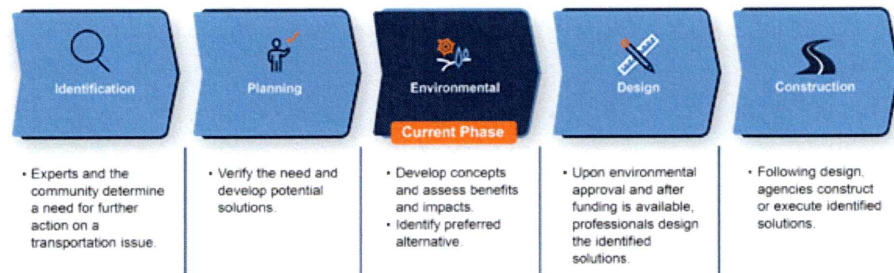 Identification
Planning
Environmental
Design
Construction
Current Phase
• Experts and the
community determine
a need for further
action on a
transportation issue.
• Verify the need and
develop potential
solutions.
• Develop concepts
and assess benefits
and impacts.
• Identify preferred
alternative.
• Upon environmental
approval and after
funding is available,
professionals design
the identified
solutions.
• Following design,
agencies construct
or execute identified
solutions.